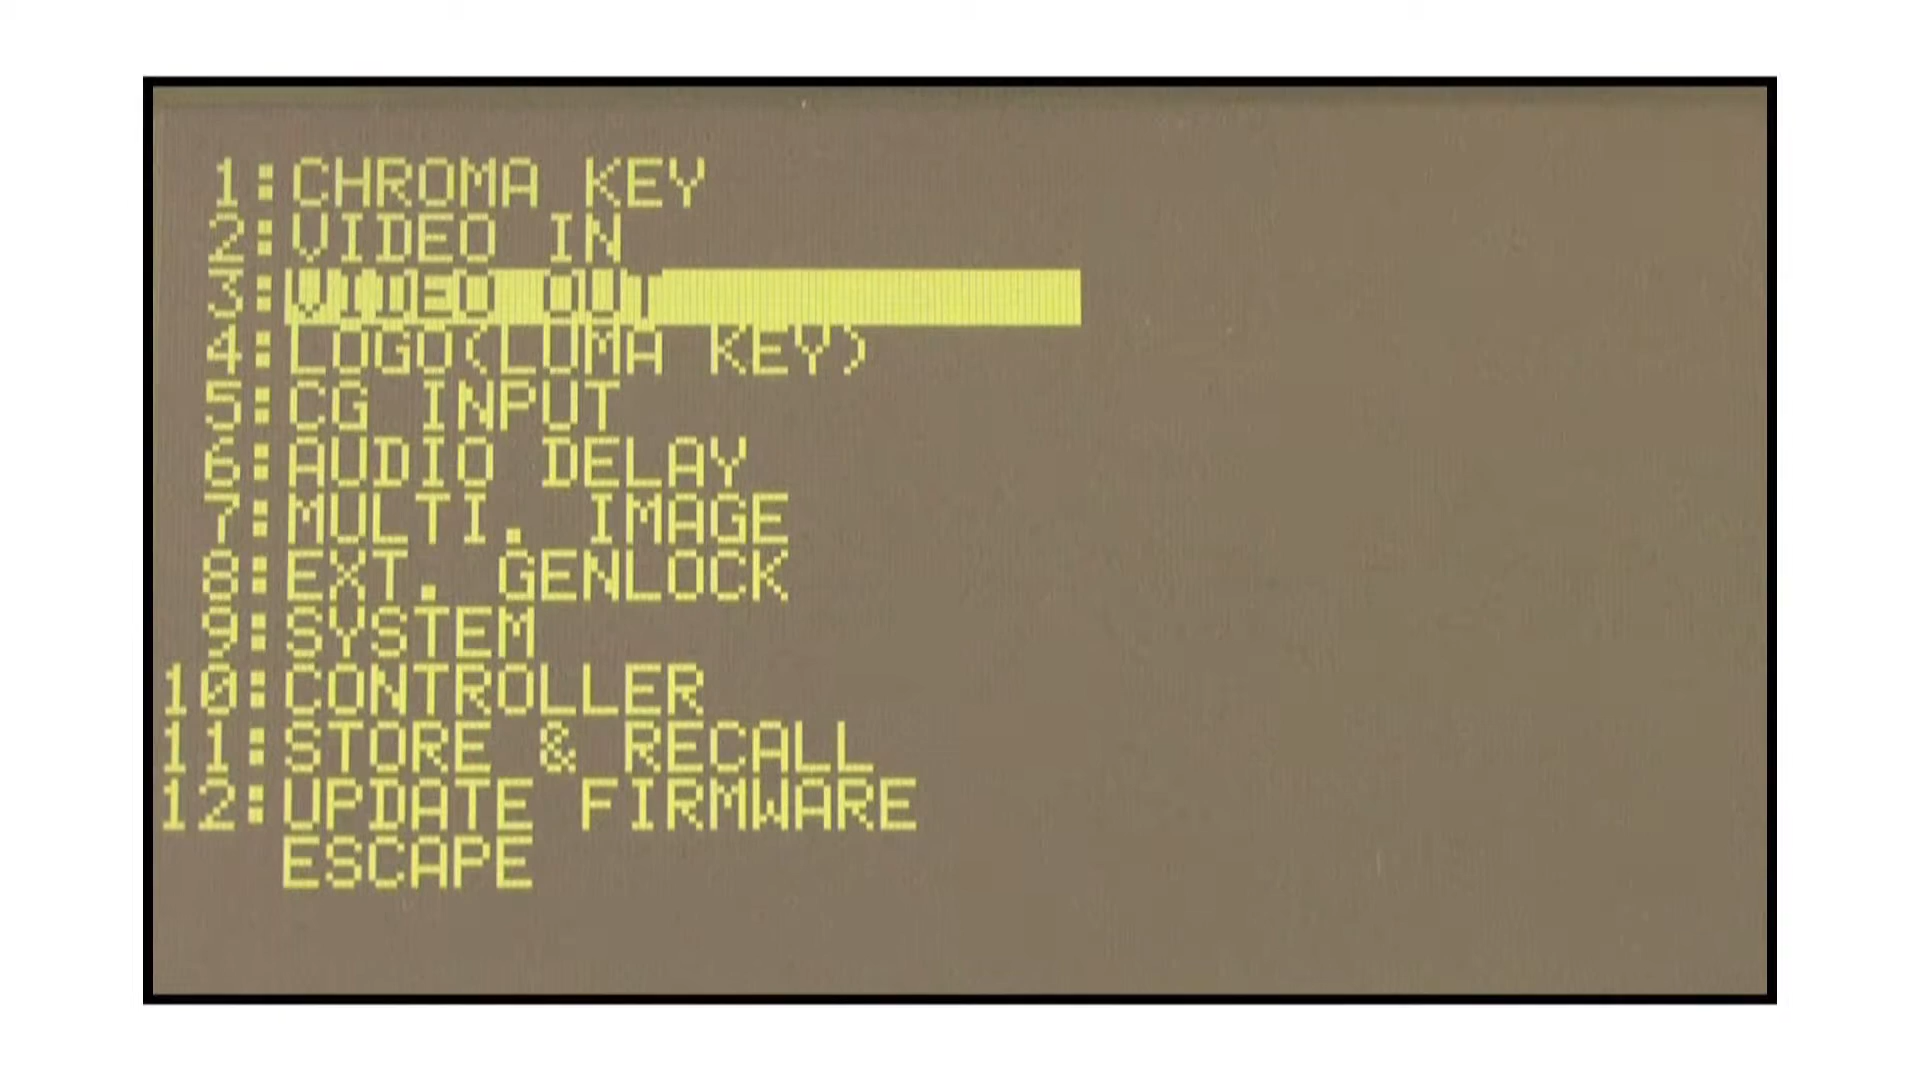 1:CHROMA KEY
2:VIDEO IN
3:VIDEO OUT
4:LOGO(LUMA KEY)
5:CG INPUT
6:AUDIO DELAY
7:MULTI. IMAGE
8:EXT. GENLOCK
9:SYSTEM
10:CONTROLLER
11:STORE & RECALL
12:UPDATE FIRMWARE
ESCAPE